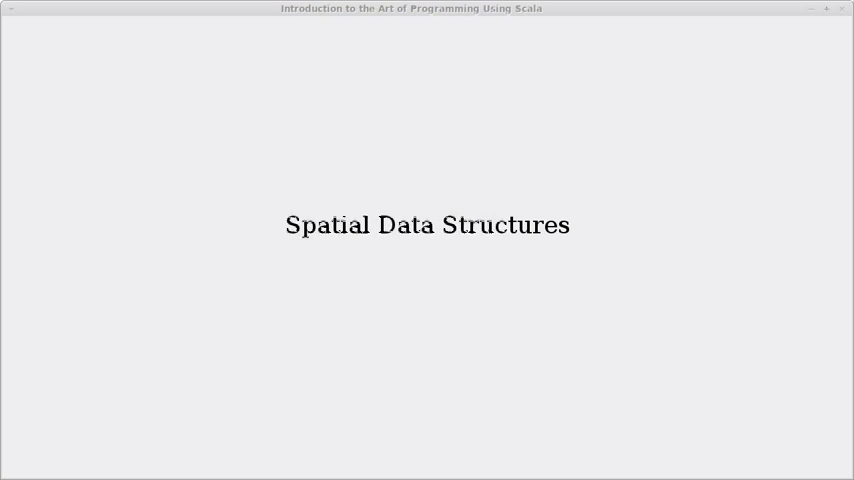 Introduction to the Art of Programming Using Scala
Spatial Data Structures